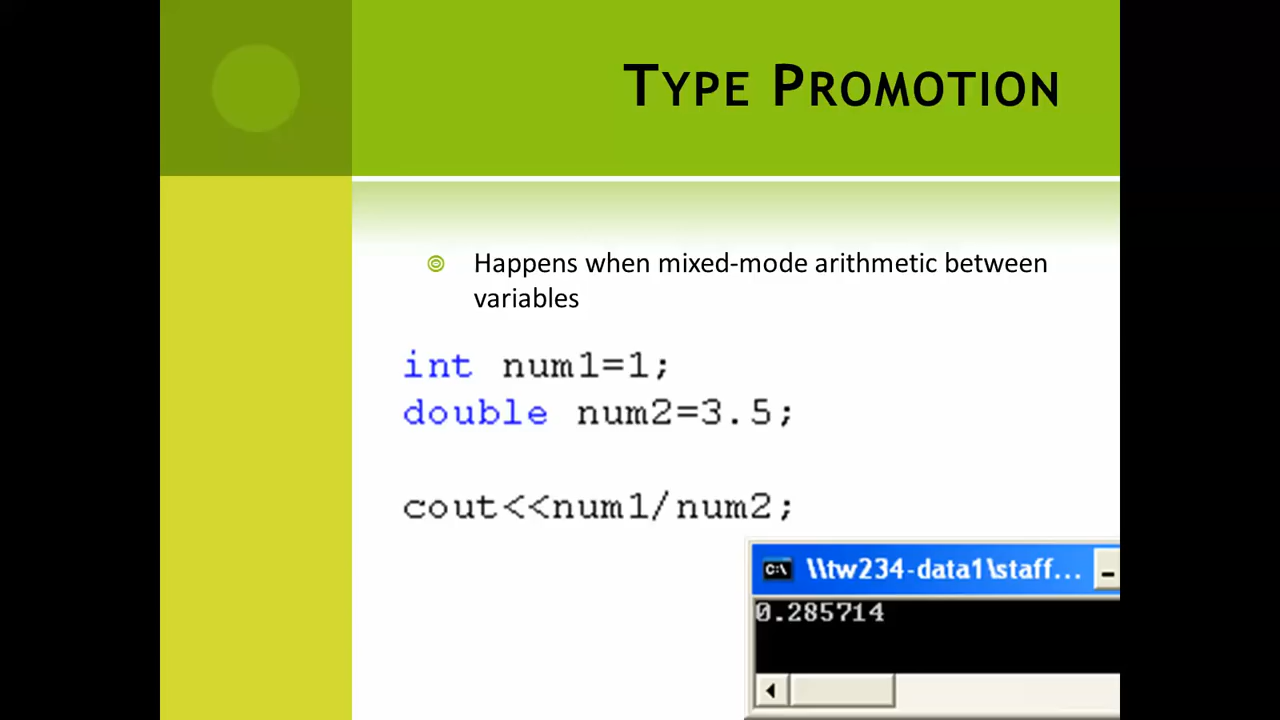 TYPE PROMOTION
Happens when mixed-mode arithmetic between
variables
int num1=1;
double num2=3.5;
cout<<num1/num2;
C:\ \\tw234-data1\staff...
0.285714